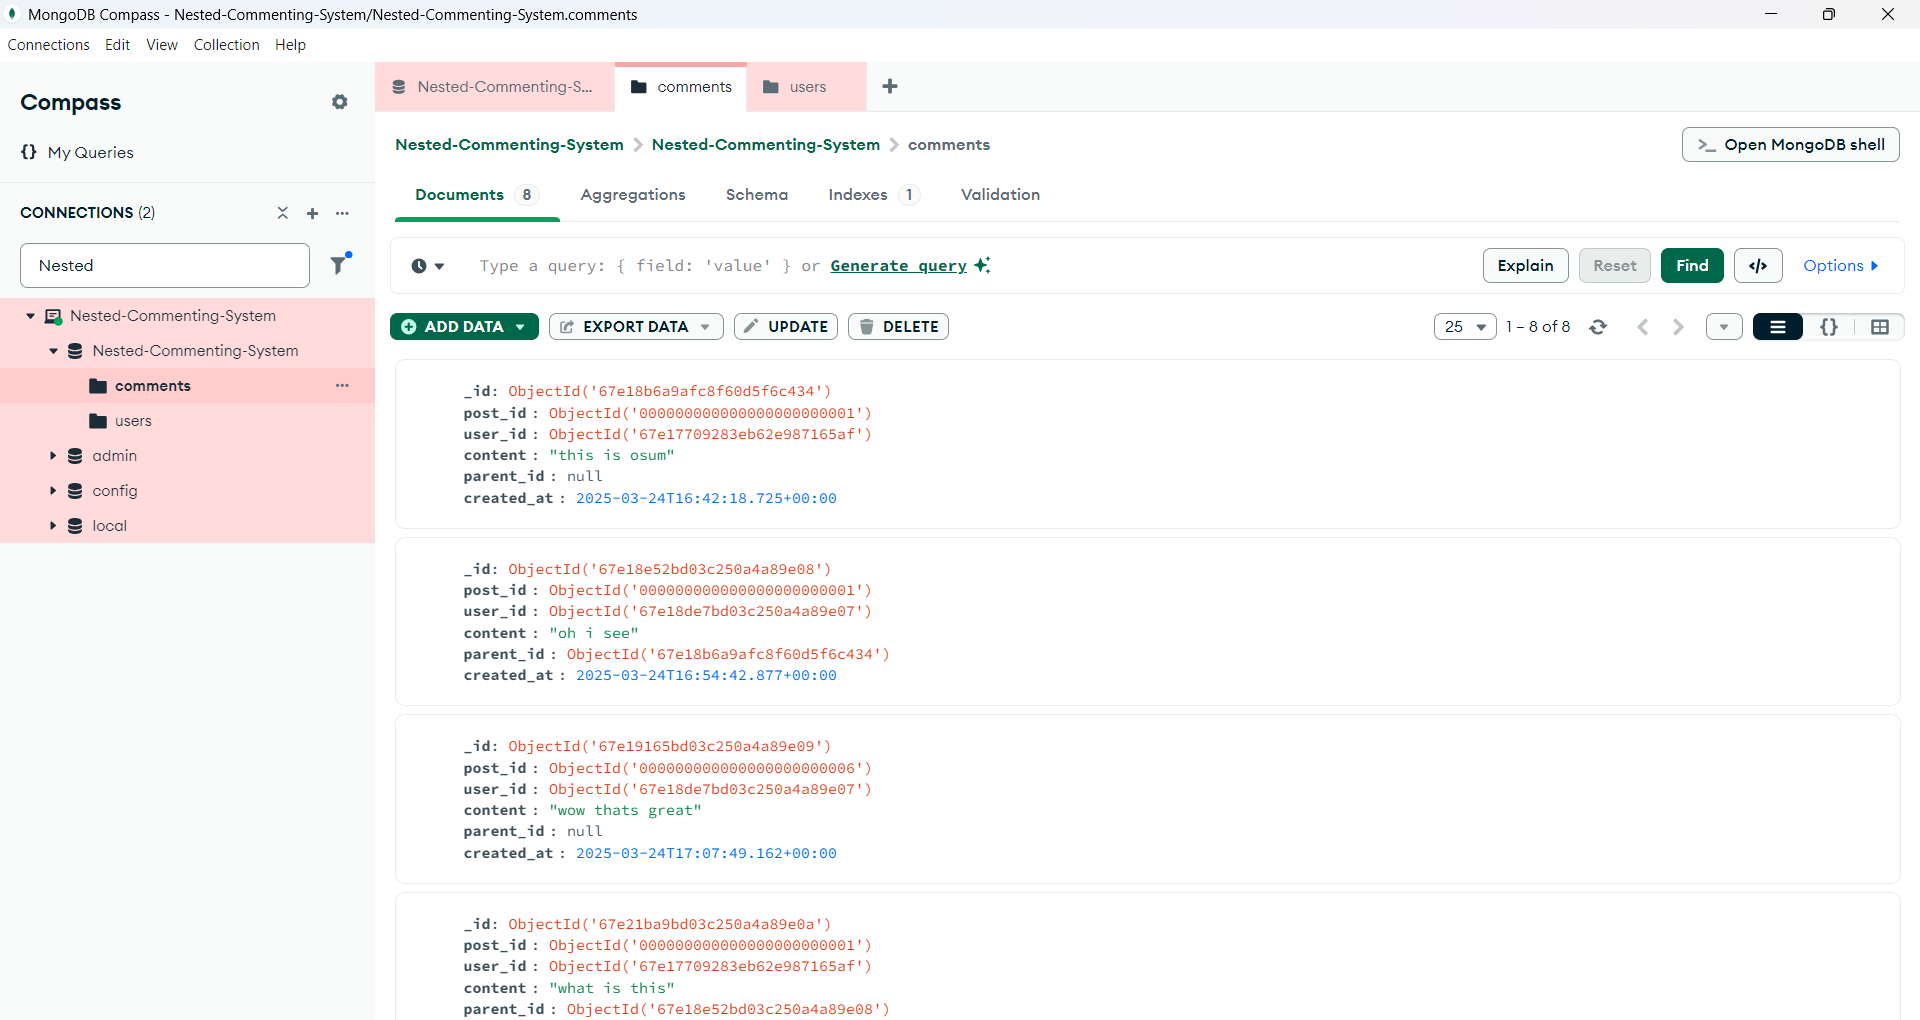 MongoDB Compass - Nested-Commenting-System/Nested-Commenting-System.comments
Connections Edit View Collection Help
Compass
{} My Queries
CONNECTIONS (2)
Nested
Nested-Commenting-System
Nested-Commenting-System
comments
users
admin
config
local
Nested-Commenting-S... comments users
Nested-Commenting-System > Nested-Commenting-System > comments
>_ Open MongoDB shell
Documents 8 Aggregations Schema Indexes 1 Validation
Type a query: { field: 'value' } or Generate query
Explain Reset Find </> Options
ADD DATA EXPORT DATA UPDATE DELETE
25 1 – 8 of 8 {}
_id: ObjectId('67e18b6a9afc8f60d5f6c434')
post_id : ObjectId('000000000000000000000001')
user_id : ObjectId('67e17709283eb62e987165af')
content : "this is osum"
parent_id : null
created_at : 2025-03-24T16:42:18.725+00:00
_id: ObjectId('67e18e52bd03c250a4a89e08')
post_id : ObjectId('000000000000000000000001')
user_id : ObjectId('67e18de7bd03c250a4a89e07')
content : "oh i see"
parent_id : ObjectId('67e18b6a9afc8f60d5f6c434')
created_at : 2025-03-24T16:54:42.877+00:00
_id: ObjectId('67e19165bd03c250a4a89e09')
post_id : ObjectId('000000000000000000000006')
user_id : ObjectId('67e18de7bd03c250a4a89e07')
content : "wow thats great"
parent_id : null
created_at : 2025-03-24T17:07:49.162+00:00
_id: ObjectId('67e21ba9bd03c250a4a89e0a')
post_id : ObjectId('000000000000000000000001')
user_id : ObjectId('67e17709283eb62e987165af')
content : "what is this"
parent_id : ObjectId('67e18e52bd03c250a4a89e08')